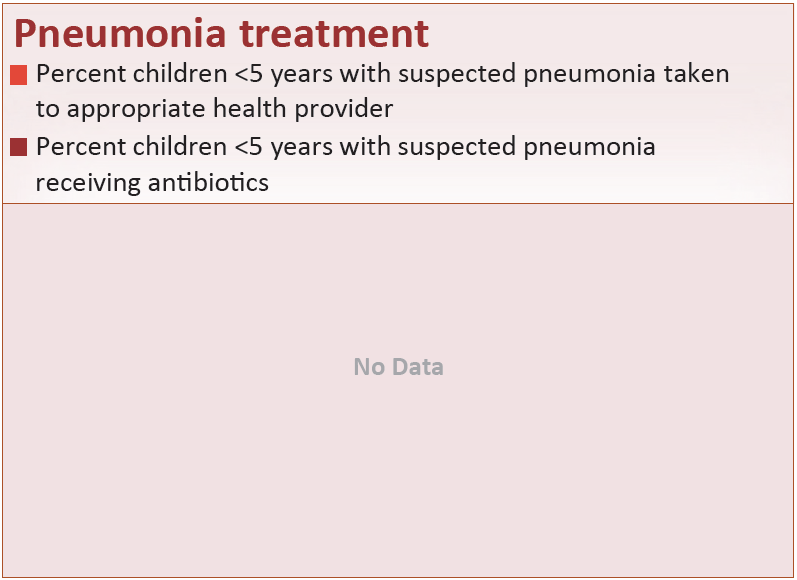 Pneumonia treatment
Percent children <5 years with suspected pneumonia taken
to appropriate health provider
Percent children <5 years with suspected pneumonia
receiving antibiotics
No Data